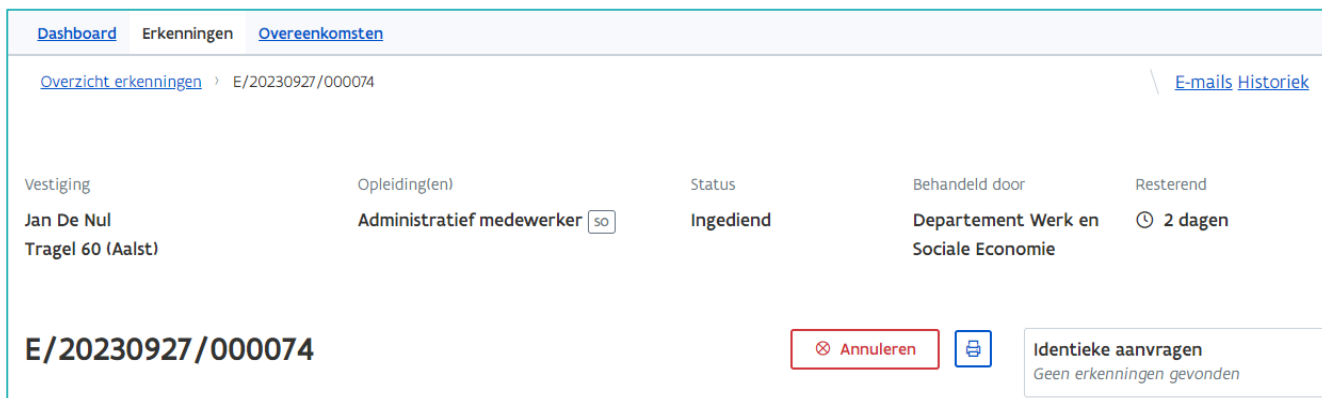 Dashboard Erkenningen Overeenkomsten
Overzicht erkenningen › E/20230927/000074
E-mails Historiek
Vestiging Opleiding(en) Status Behandeld door Resterend
Jan De Nul Administratief medewerker SO Ingediend Departement Werk en 2 dagen
Tragel 60 (Aalst) Sociale Economie
E/20230927/000074 Annuleren Identieke aanvragen
Geen erkenningen gevonden